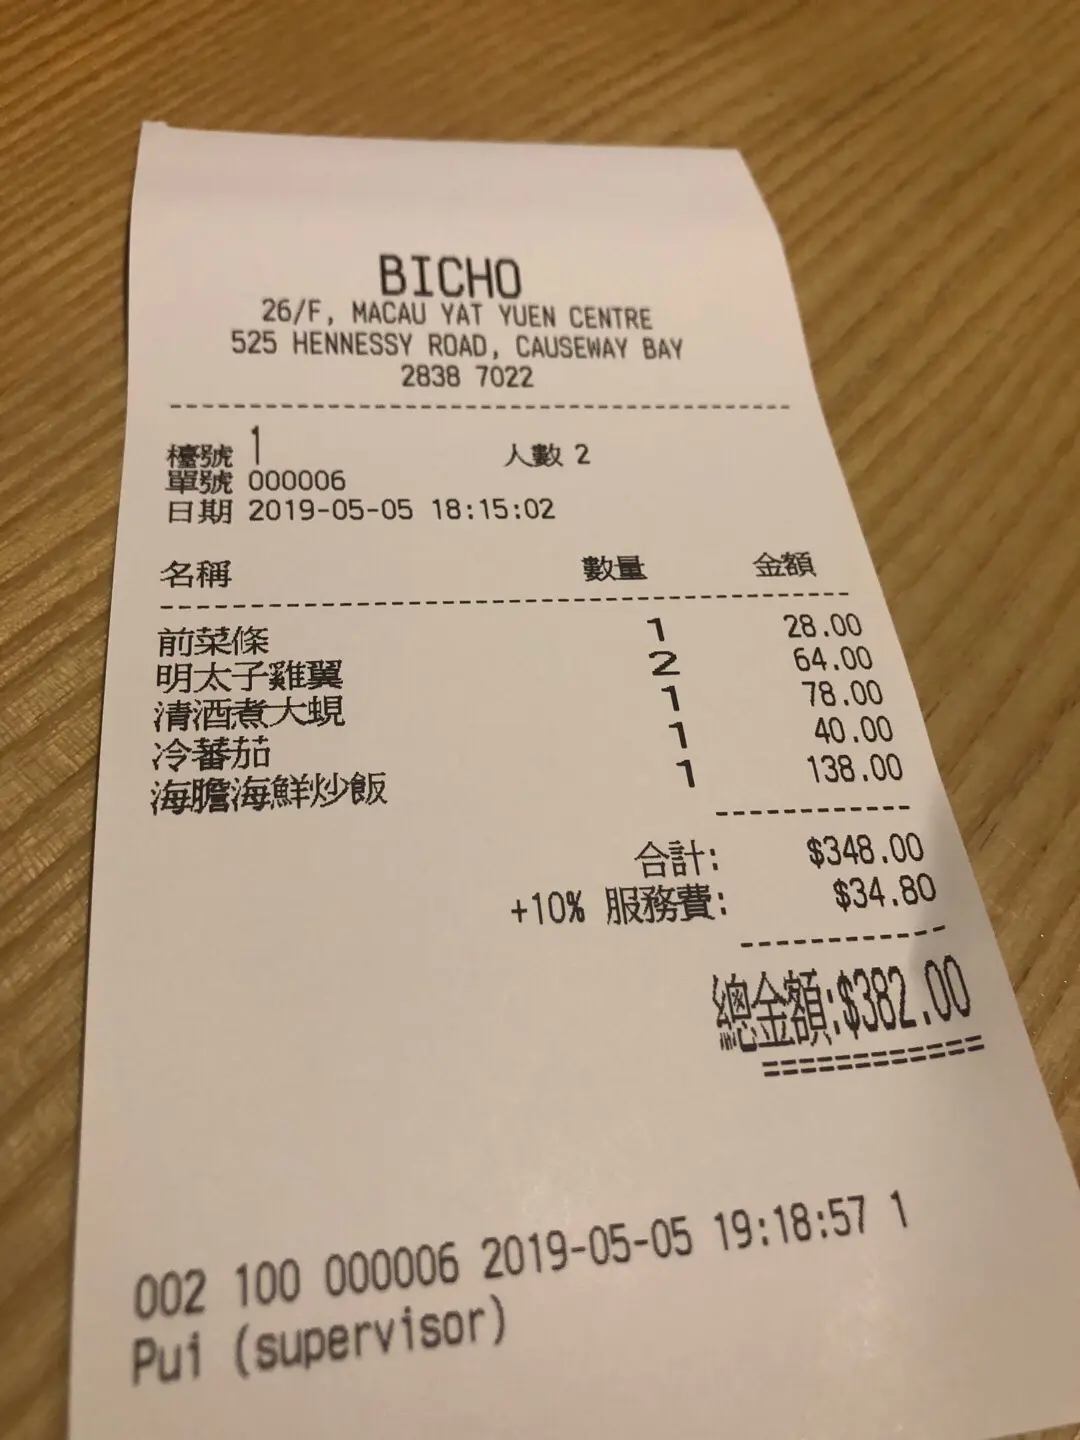 BICHO
26/F, MACAU YAT YUEN CENTRE
525 HENNESSY ROAD, CAUSEWAY BAY
2838 7022
檯號 1 人數 2
單號 000006
日期 2019-05-05 18:15:02
名稱 數量 金額
前菜條 1 28.00
明太子雞翼 2 64.00
清酒煮大蜆 1 78.00
冷蕃茄 1 40.00
海膽海鮮炒飯 1 138.00
合計: $348.00
+10% 服務費: $34.80
總金額:$382.00
002 100 000006 2019-05-05 19:18:57 1
Pui (supervisor)